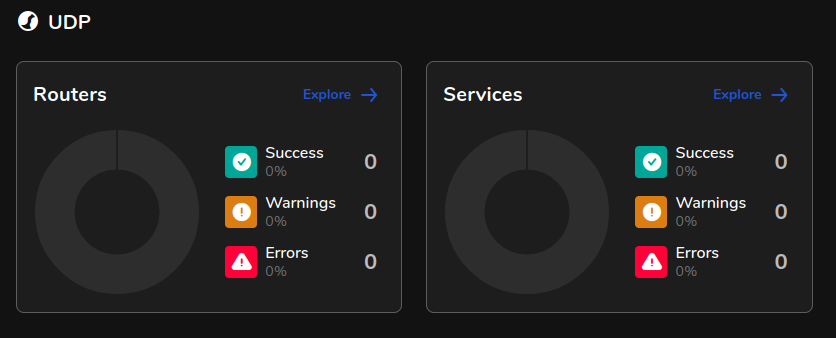 UDP
Routers
Explore
Success
0%
0
Warnings
0%
0
Errors
0%
0
Services
Explore
Success
0%
0
Warnings
0%
0
Errors
0%
0